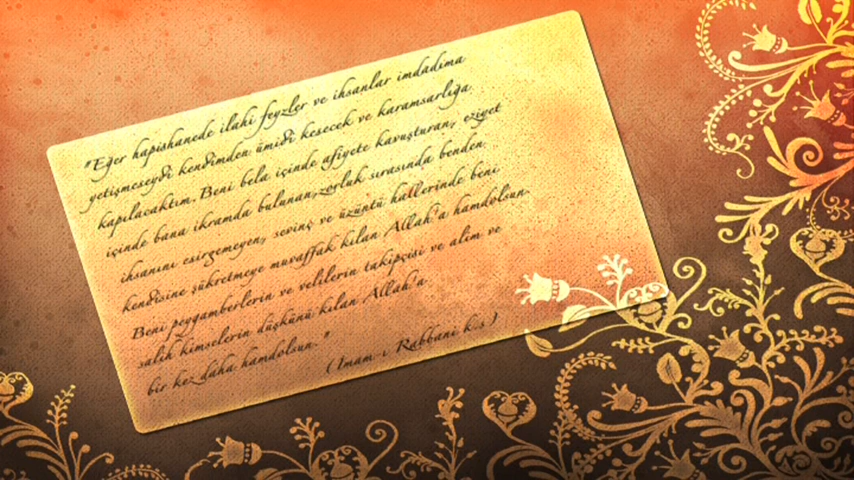 "Eğer hapishanede ilahi feyzler ve ihsanlar imdadıma
yetişmeseydi kendimden ümidi kesecek ve karamsarlığa
kapılacaktım. Beni bela içinde afiyete kavuşturan, eziyet
içinde bana ikramda bulunan,zorluk sırasında benden
ihsanını esirgemeyen, sevinç ve üzüntü hallerinde beni
kendisine şükretmeye muvaffak kılan Allah'a hamdolsun.
Beni peygamberlerin ve velilerin takipçisi ve alim ve
salih kimselerin düşkünü kılan Allah'a
bir kez daha hamdolsun. "
(Imam ı Rabbani k.s )